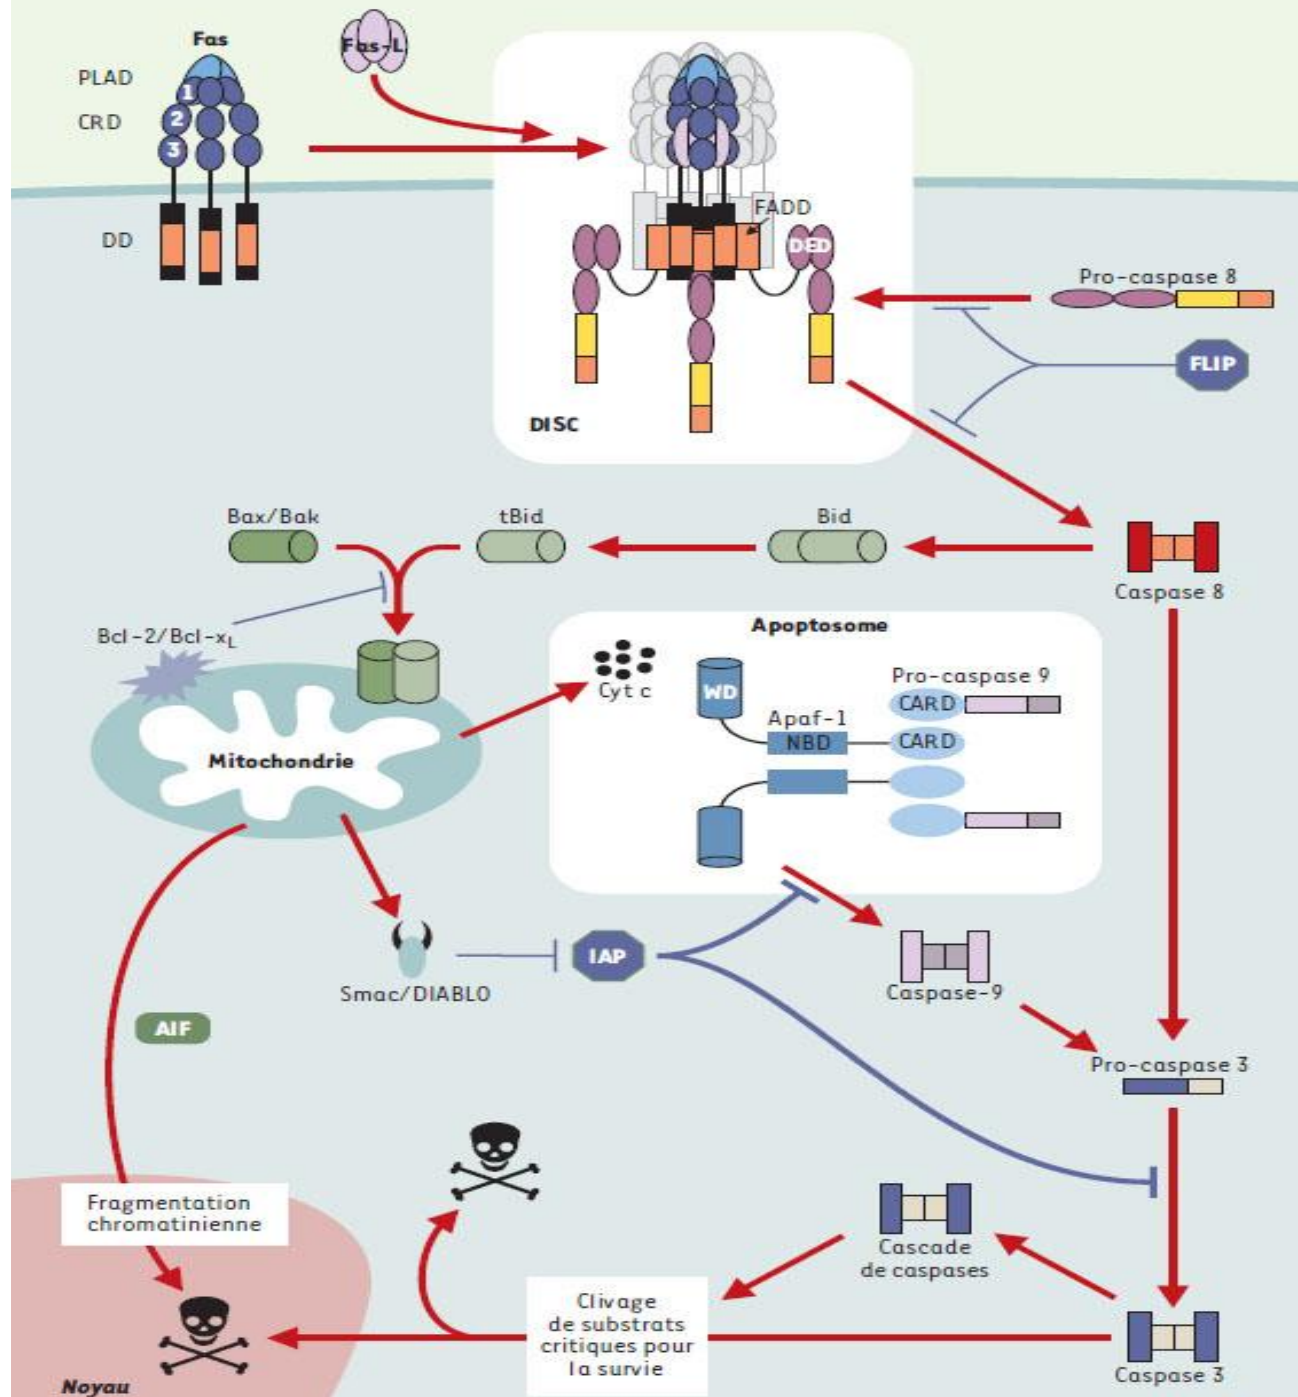 Fas
Fas-L
PLAD
1
CRD
2
3
DD
FADD
DED
DISC
Pro-caspase 8
FLIP
Bax/Bak
tBid
Bid
Caspase 8
Bcl-2/Bcl-xL
Mitochondrie
Cyt c
Apoptosome
WD
Apaf-1
NBD
Pro-caspase 9
CARD
CARD
Smac/DIABLO
IAP
Caspase-9
AIF
Pro-caspase 3
Fragmentation
chromatinienne
Cascade
de caspases
Clivage
de substrats
critiques pour
la survie
Caspase 3
Noyau